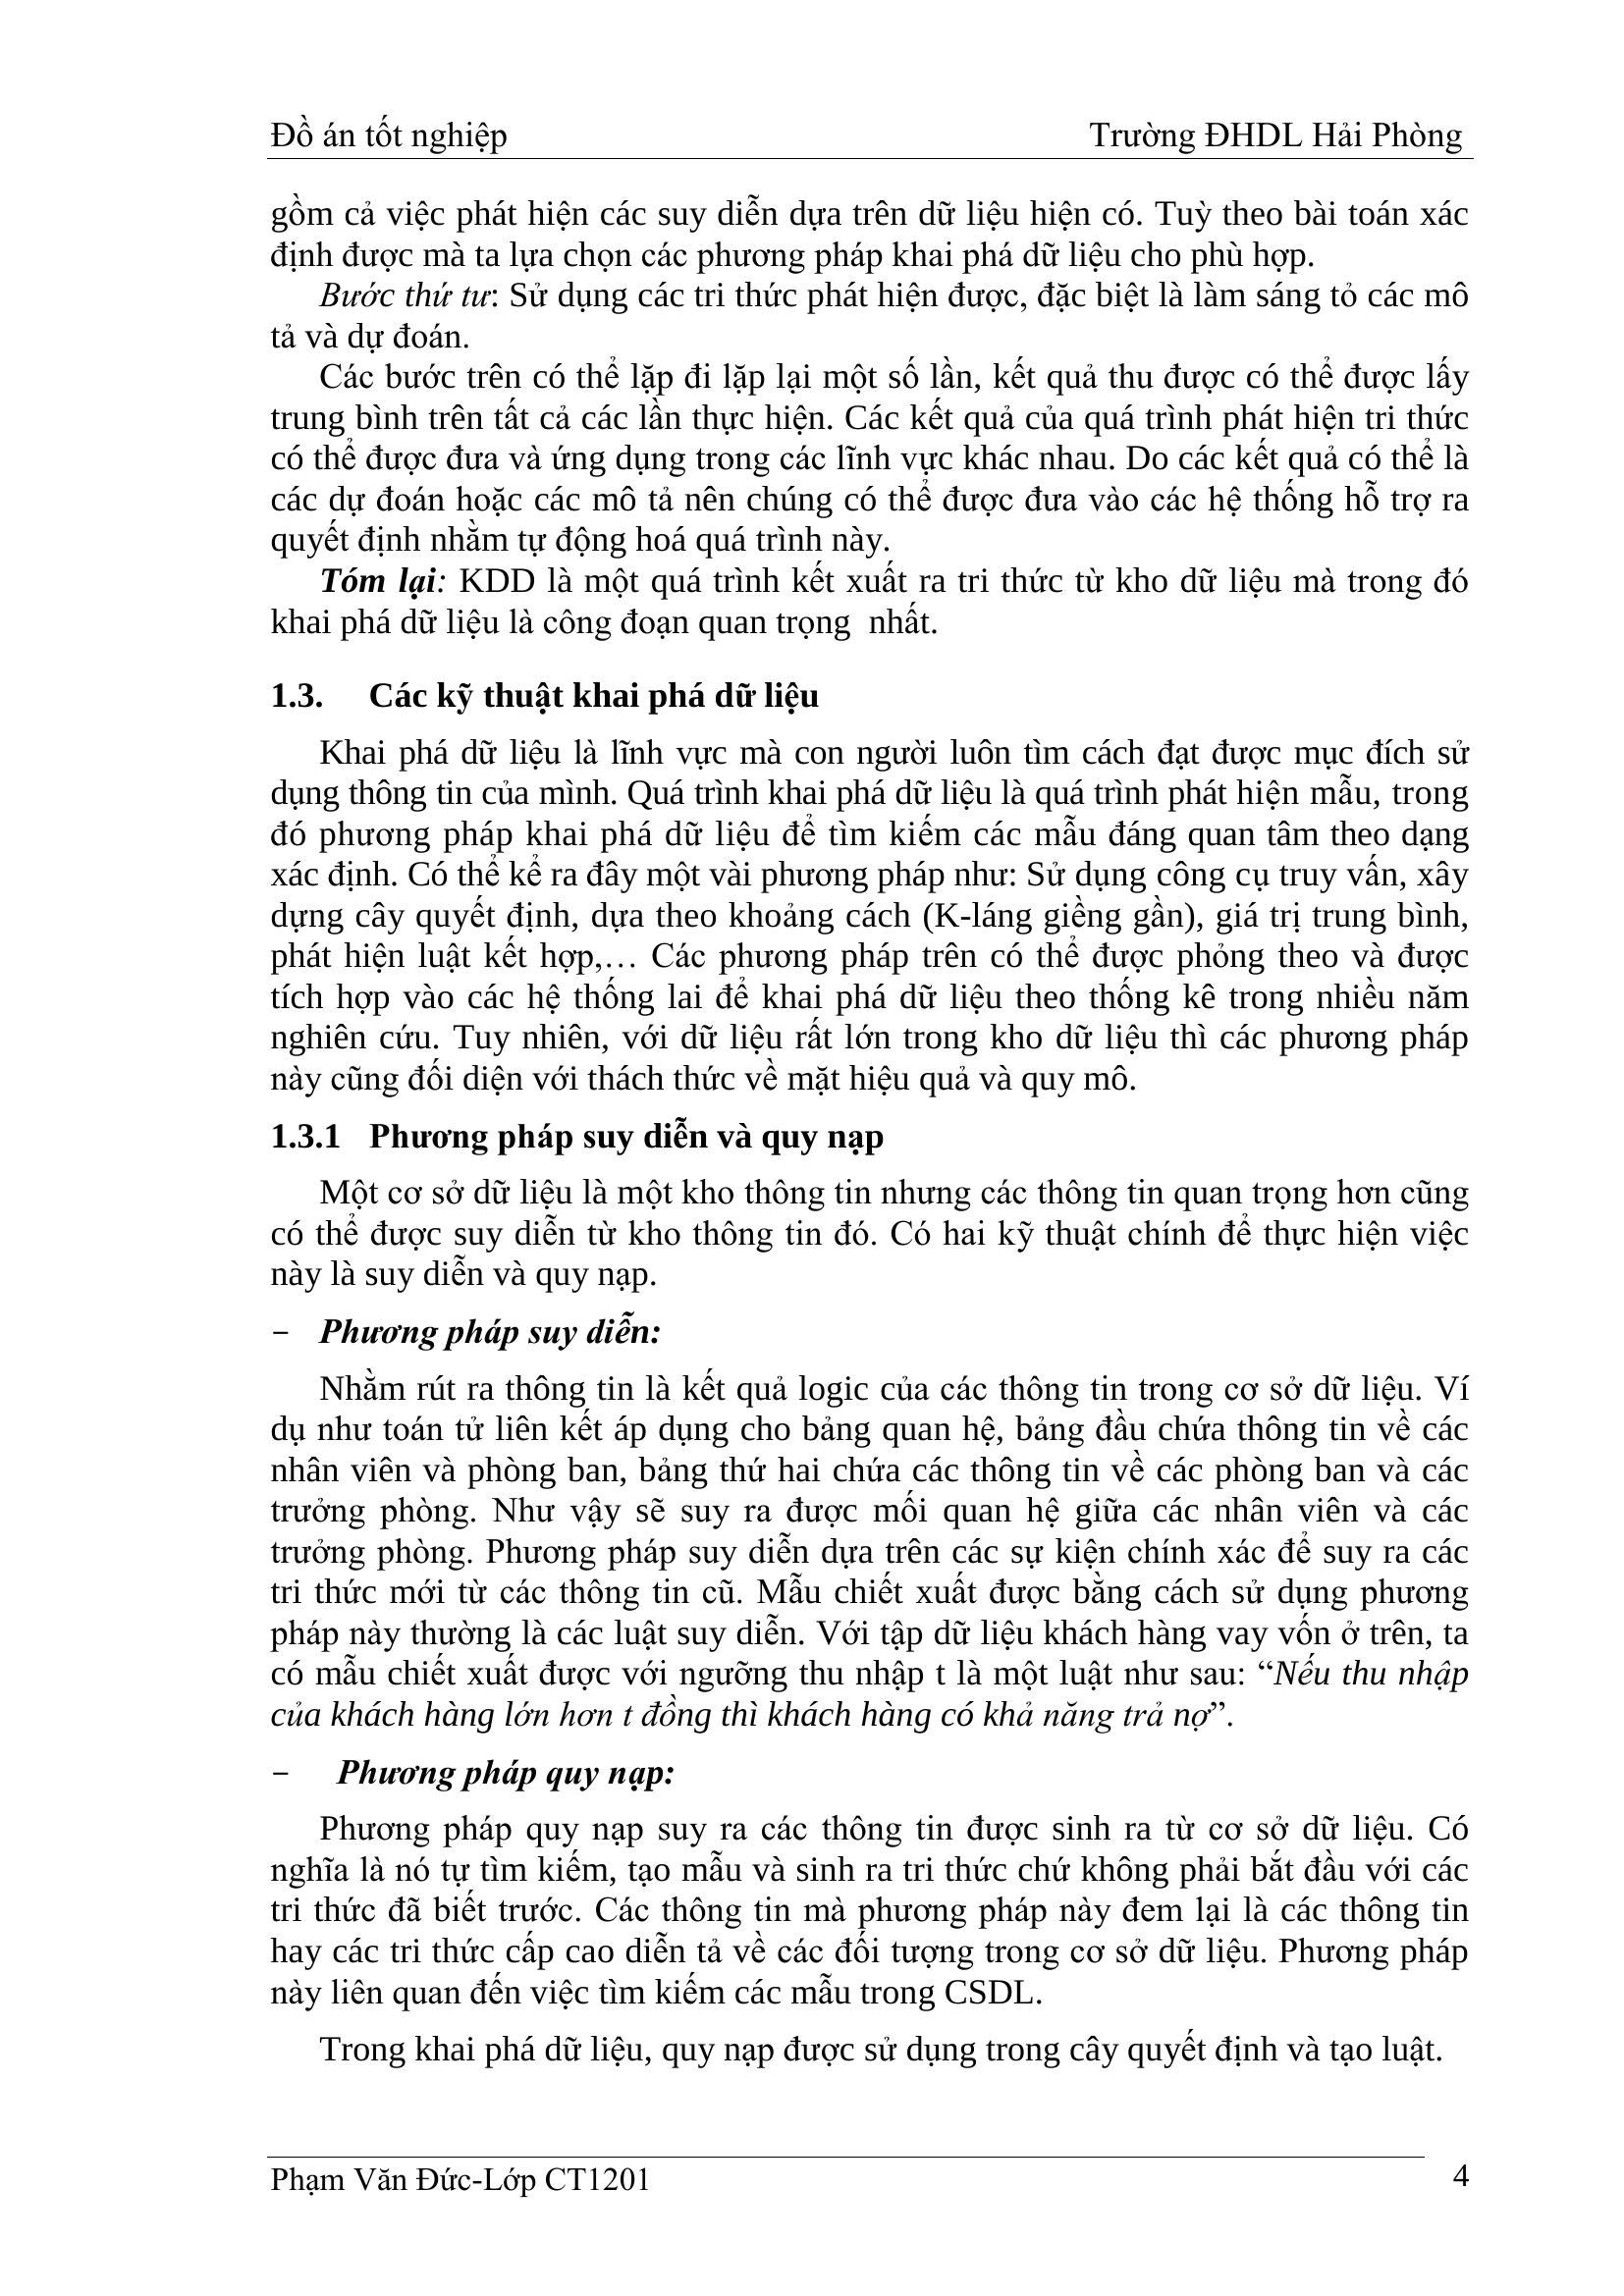 Đồ án tốt nghiệp
Trường ĐHDL Hải Phòng
gồm cả việc phát hiện các suy diễn dựa trên dữ liệu hiện có. Tuỳ theo bài toán xác
định được mà ta lựa chọn các phương pháp khai phá dữ liệu cho phù hợp.
Bước thứ tư: Sử dụng các tri thức phát hiện được, đặc biệt là làm sáng tỏ các mô
tả và dự đoán.
Các bước trên có thể lặp đi lặp lại một số lần, kết quả thu được có thể được lấy
trung bình trên tất cả các lần thực hiện. Các kết quả của quá trình phát hiện tri thức
có thể được đưa và ứng dụng trong các lĩnh vực khác nhau. Do các kết quả có thể là
các dự đoán hoặc các mô tả nên chúng có thể được đưa vào các hệ thống hỗ trợ ra
quyết định nhằm tự động hoá quá trình này.
Tóm lại: KDD là một quá trình kết xuất ra tri thức từ kho dữ liệu mà trong đó
khai phá dữ liệu là công đoạn quan trọng  nhất.
1.3. Các kỹ thuật khai phá dữ liệu
Khai phá dữ liệu là lĩnh vực mà con người luôn tìm cách đạt được mục đích sử
dụng thông tin của mình. Quá trình khai phá dữ liệu là quá trình phát hiện mẫu, trong
đó phương pháp khai phá dữ liệu để tìm kiếm các mẫu đáng quan tâm theo dạng
xác định. Có thể kể ra đây một vài phương pháp như: Sử dụng công cụ truy vấn, xây
dựng cây quyết định, dựa theo khoảng cách (K-láng giềng gần), giá trị trung bình,
phát hiện luật kết hợp,… Các phương pháp trên có thể được phỏng theo và được
tích hợp vào các hệ thống lai để khai phá dữ liệu theo thống kê trong nhiều năm
nghiên cứu. Tuy nhiên, với dữ liệu rất lớn trong kho dữ liệu thì các phương pháp
này cũng đối diện với thách thức về mặt hiệu quả và quy mô.
1.3.1 Phương pháp suy diễn và quy nạp
Một cơ sở dữ liệu là một kho thông tin nhưng các thông tin quan trọng hơn cũng
có thể được suy diễn từ kho thông tin đó. Có hai kỹ thuật chính để thực hiện việc
này là suy diễn và quy nạp.
- Phương pháp suy diễn:
Nhằm rút ra thông tin là kết quả logic của các thông tin trong cơ sở dữ liệu. Ví
dụ như toán tử liên kết áp dụng cho bảng quan hệ, bảng đầu chứa thông tin về các
nhân viên và phòng ban, bảng thứ hai chứa các thông tin về các phòng ban và các
trưởng phòng. Như vậy sẽ suy ra được mối quan hệ giữa các nhân viên và các
trưởng phòng. Phương pháp suy diễn dựa trên các sự kiện chính xác để suy ra các
tri thức mới từ các thông tin cũ. Mẫu chiết xuất được bằng cách sử dụng phương
pháp này thường là các luật suy diễn. Với tập dữ liệu khách hàng vay vốn ở trên, ta
có mẫu chiết xuất được với ngưỡng thu nhập t là một luật như sau: “Nếu thu nhập
của khách hàng lớn hơn t đồng thì khách hàng có khả năng trả nợ”.
- Phương pháp quy nạp:
Phương pháp quy nạp suy ra các thông tin được sinh ra từ cơ sở dữ liệu. Có
nghĩa là nó tự tìm kiếm, tạo mẫu và sinh ra tri thức chứ không phải bắt đầu với các
tri thức đã biết trước. Các thông tin mà phương pháp này đem lại là các thông tin
hay các tri thức cấp cao diễn tả về các đối tượng trong cơ sở dữ liệu. Phương pháp
này liên quan đến việc tìm kiếm các mẫu trong CSDL.
Trong khai phá dữ liệu, quy nạp được sử dụng trong cây quyết định và tạo luật.
Phạm Văn Đức-Lớp CT1201
4